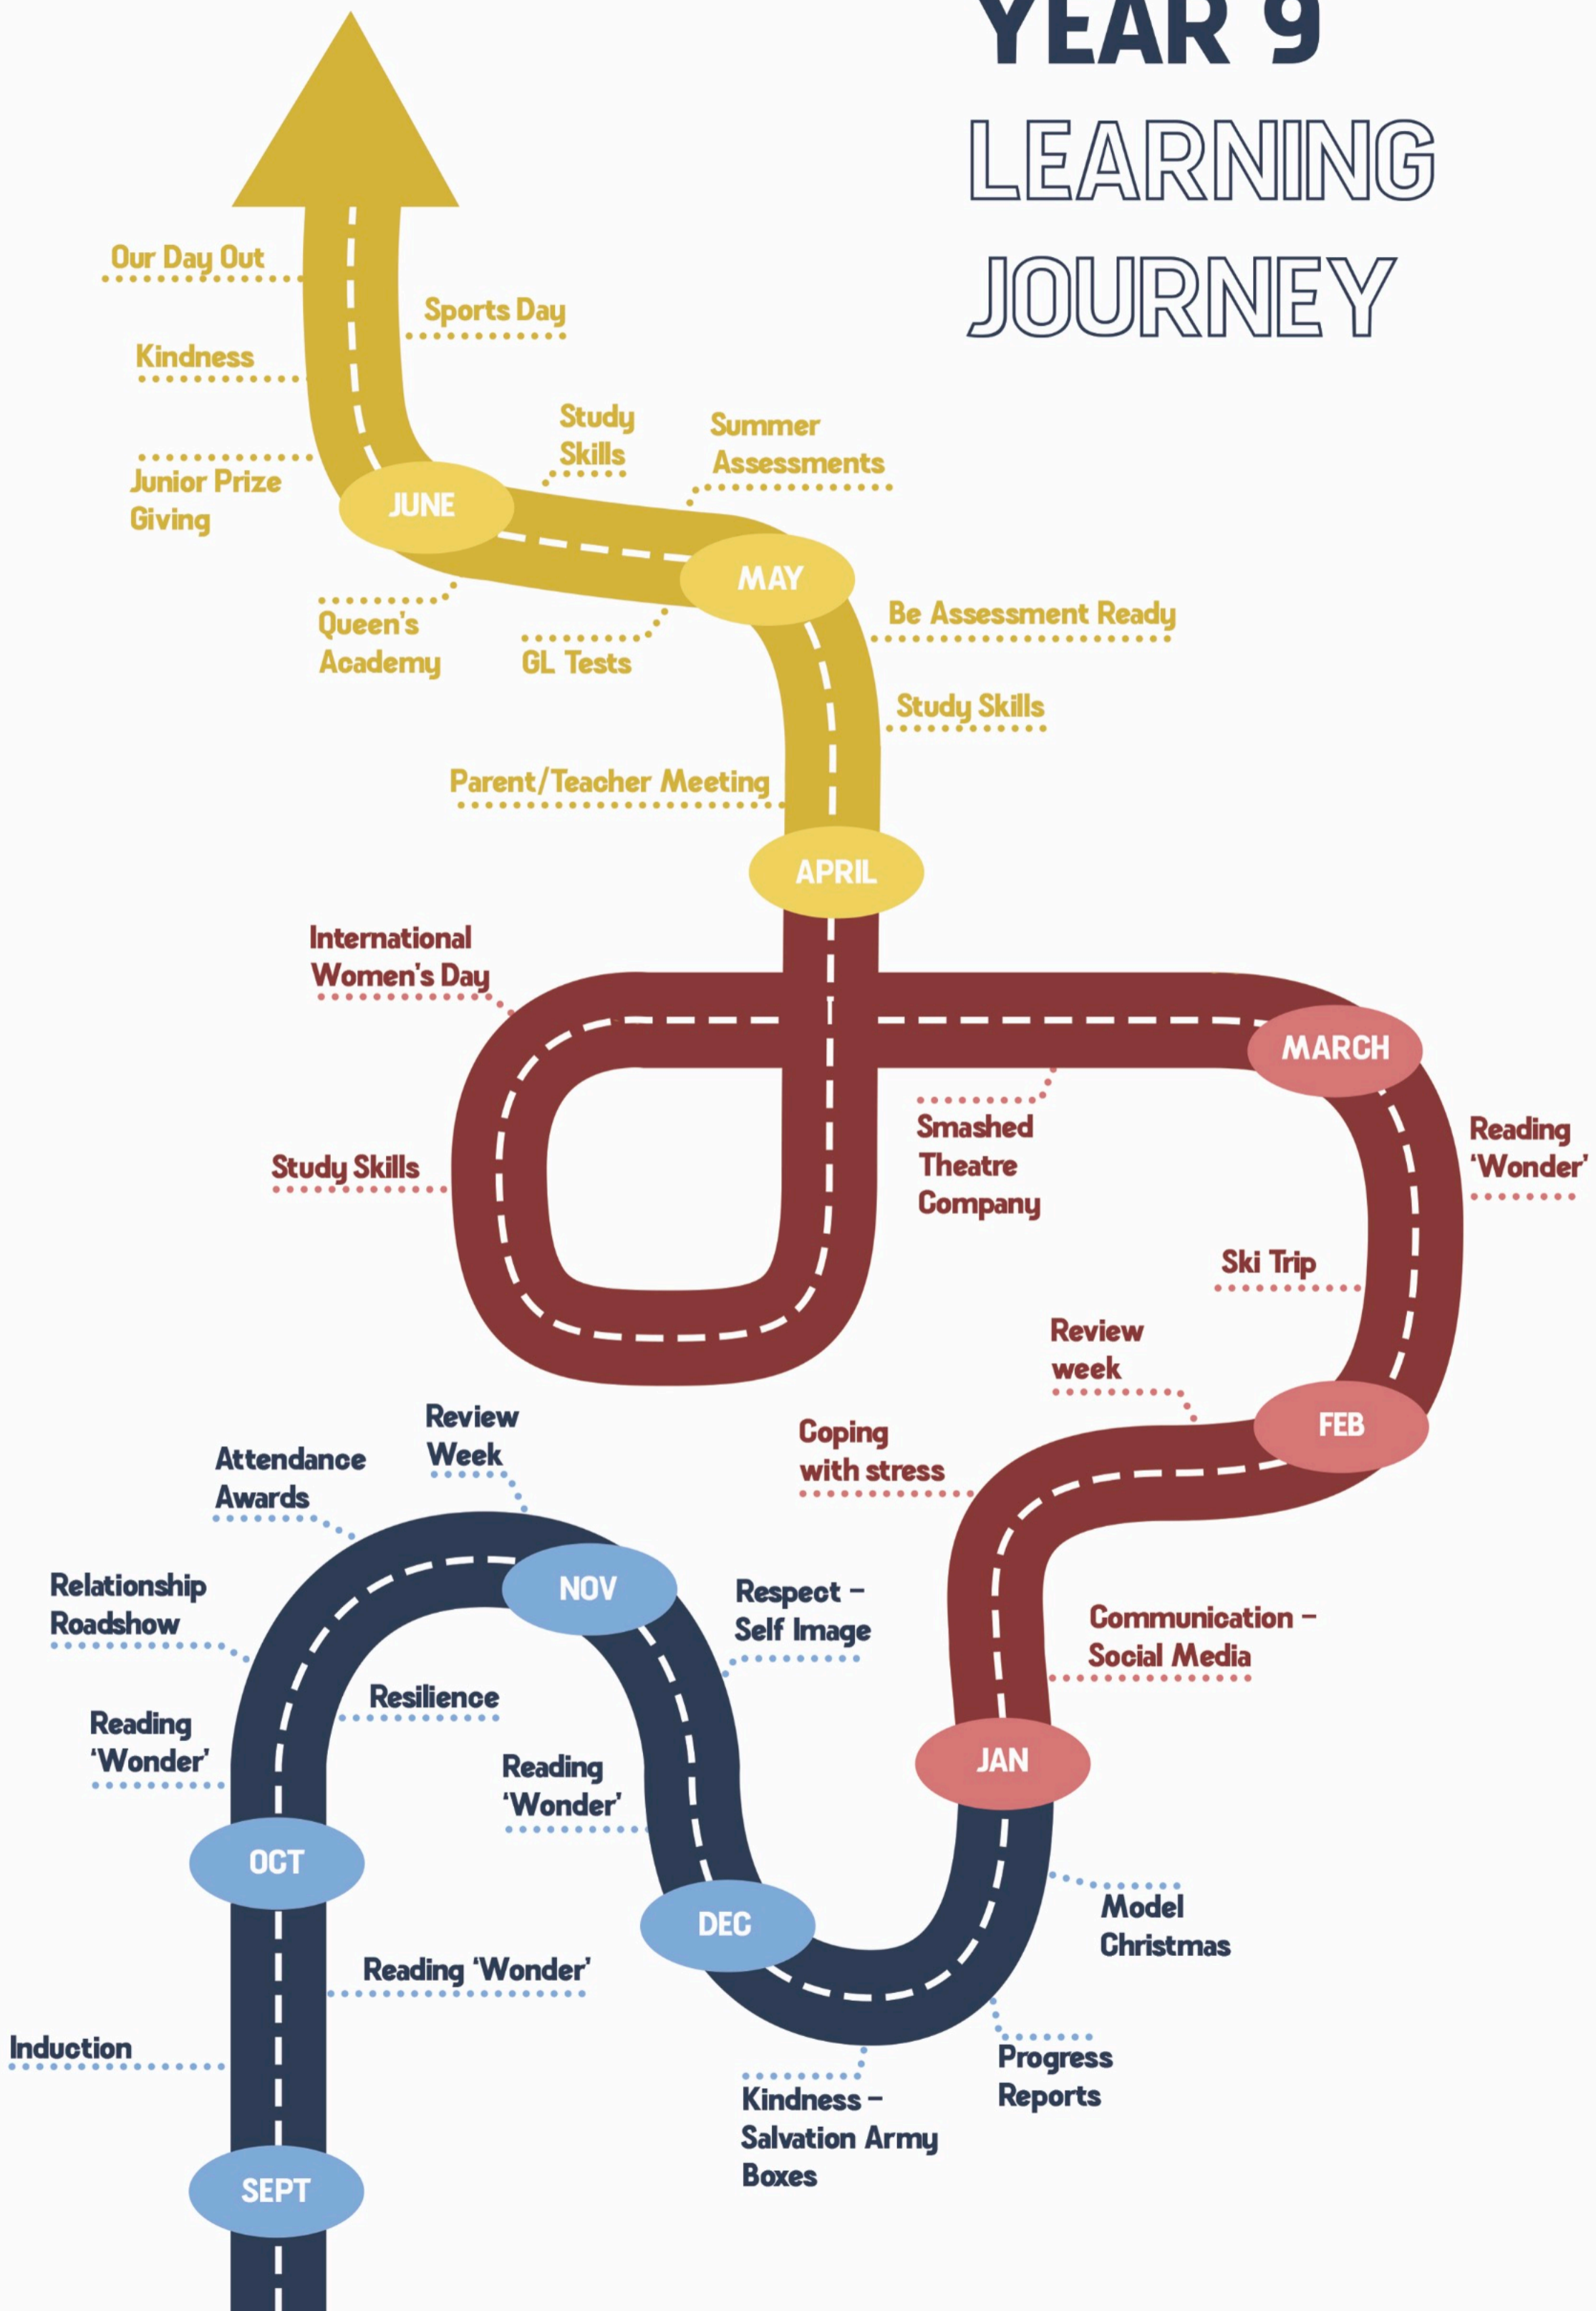 YEAR 9
LEARNING
JOURNEY
Our Day Out
Sports Day
Kindness
Study
Skills
Summer
Assessments
Junior Prize
Giving
JUNE
MAY
Queen's
Academy
GL Tests
Be Assessment Ready
Study Skills
Parent/Teacher Meeting
APRIL
International
Women's Day
MARCH
Smashed
Theatre
Company
Reading
‘Wonder’
Study Skills
Ski Trip
Review
week
FEB
Coping
with stress
Review
Week
Attendance
Awards
NOV
Relationship
Roadshow
Respect –
Self Image
Communication –
Social Media
Resilience
Reading
‘Wonder’
Reading
‘Wonder’
JAN
OCT
DEC
Model
Christmas
Reading ‘Wonder’
Induction
Progress
Reports
Kindness –
Salvation Army
Boxes
SEPT